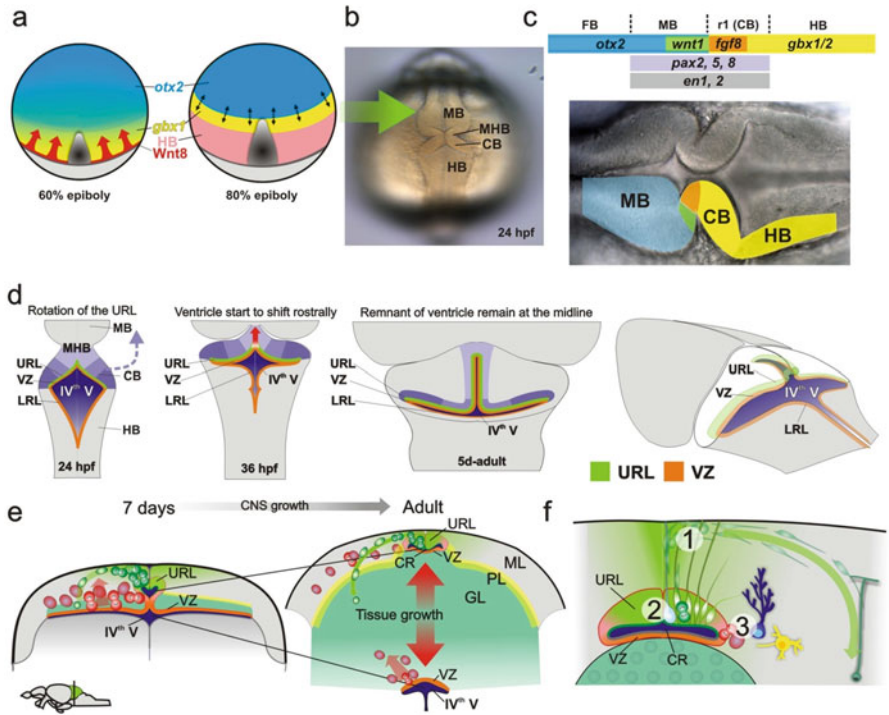 a
otx2
gbx1
HB
Wnt8
60% epiboly
80% epiboly
b
MB
MHB
CB
HB
24 hpf
c
FB MB r1 (CB) HB
otx2 wnt1 fgf8 gbx1/2
pax2, 5, 8
en1, 2
MB
CB
HB
d
Rotation of the URL
MB
MHB
URL
VZ
CB
IVth V
LRL
HB
24 hpf
Ventricle start to shift rostrally
URL
VZ
IVth V
LRL
36 hpf
Remnant of ventricle remain at the midline
URL
VZ
LRL
IVth V
5d-adult
URL
VZ
IVth V
LRL
URL VZ
e
7 days CNS growth Adult
URL
VZ
IVth V
URL
CR VZ ML
PL
GL
Tissue growth
VZ
IVth V
f
1
URL
2
3
VZ
CR